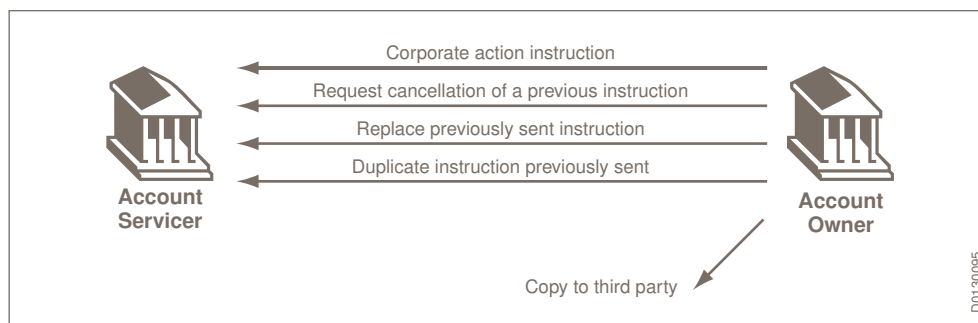 Corporate action instruction
Request cancellation of a previous instruction
Replace previously sent instruction
Duplicate instruction previously sent
Account
Servicer
Account
Owner
Copy to third party
D0130095